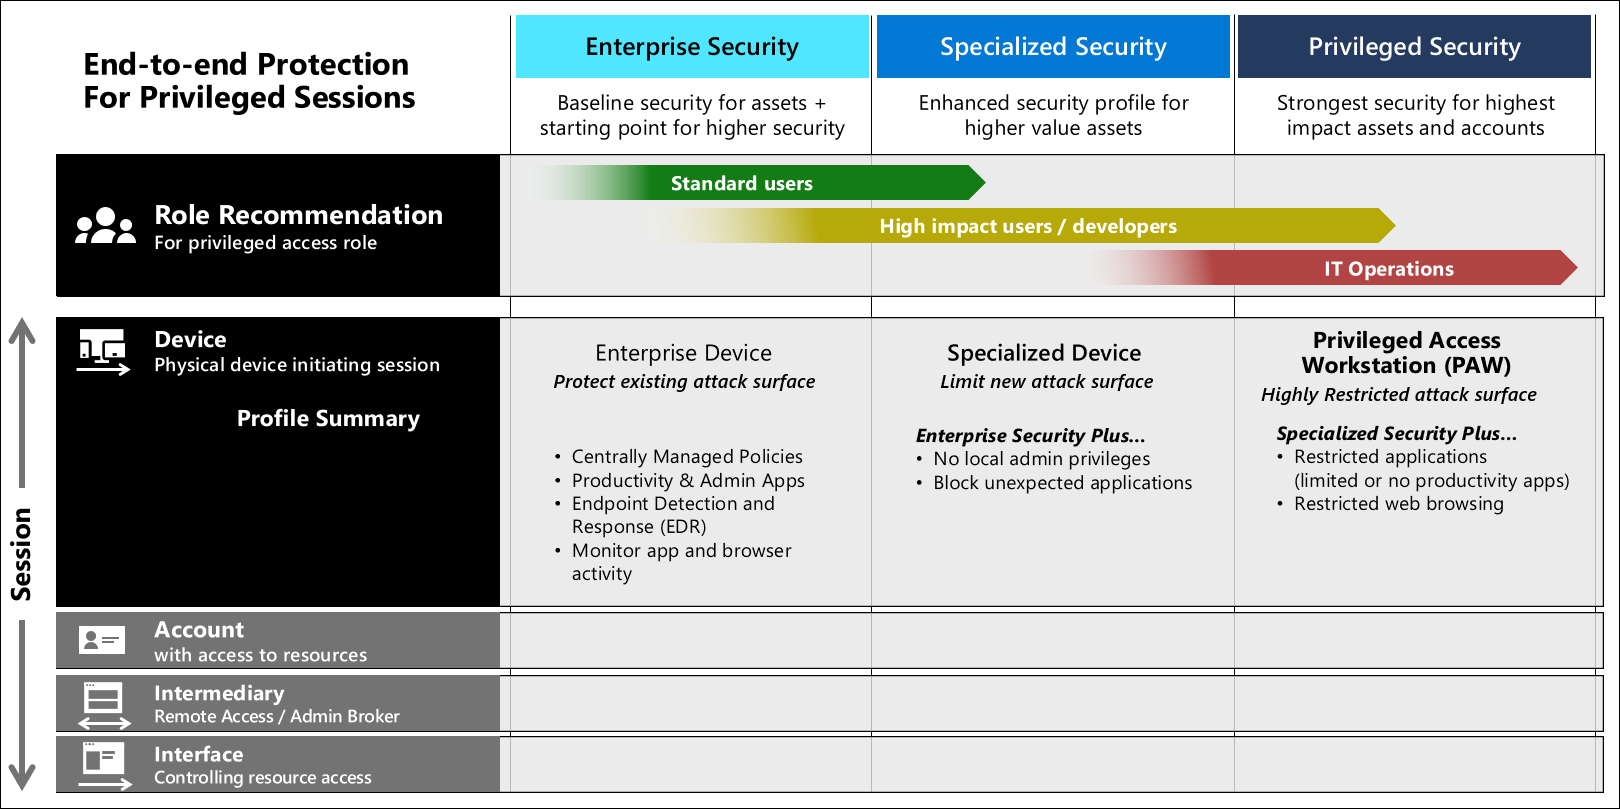 End-to-end Protection
For Privileged Sessions
Enterprise Security
Specialized Security
Privileged Security
Baseline security for assets +
starting point for higher security
Enhanced security profile for
higher value assets
Strongest security for highest
impact assets and accounts
Role Recommendation
For privileged access role
Standard users
High impact users / developers
IT Operations
Session
Device
Physical device initiating session
Profile Summary
Enterprise Device
Protect existing attack surface
• Centrally Managed Policies
• Productivity & Admin Apps
• Endpoint Detection and
Response (EDR)
• Monitor app and browser
activity
Specialized Device
Limit new attack surface
Enterprise Security Plus...
• No local admin privileges
• Block unexpected applications
Privileged Access
Workstation (PAW)
Highly Restricted attack surface
Specialized Security Plus...
• Restricted applications
(limited or no productivity apps)
• Restricted web browsing
Account
with access to resources
Intermediary
Remote Access / Admin Broker
Interface
Controlling resource access